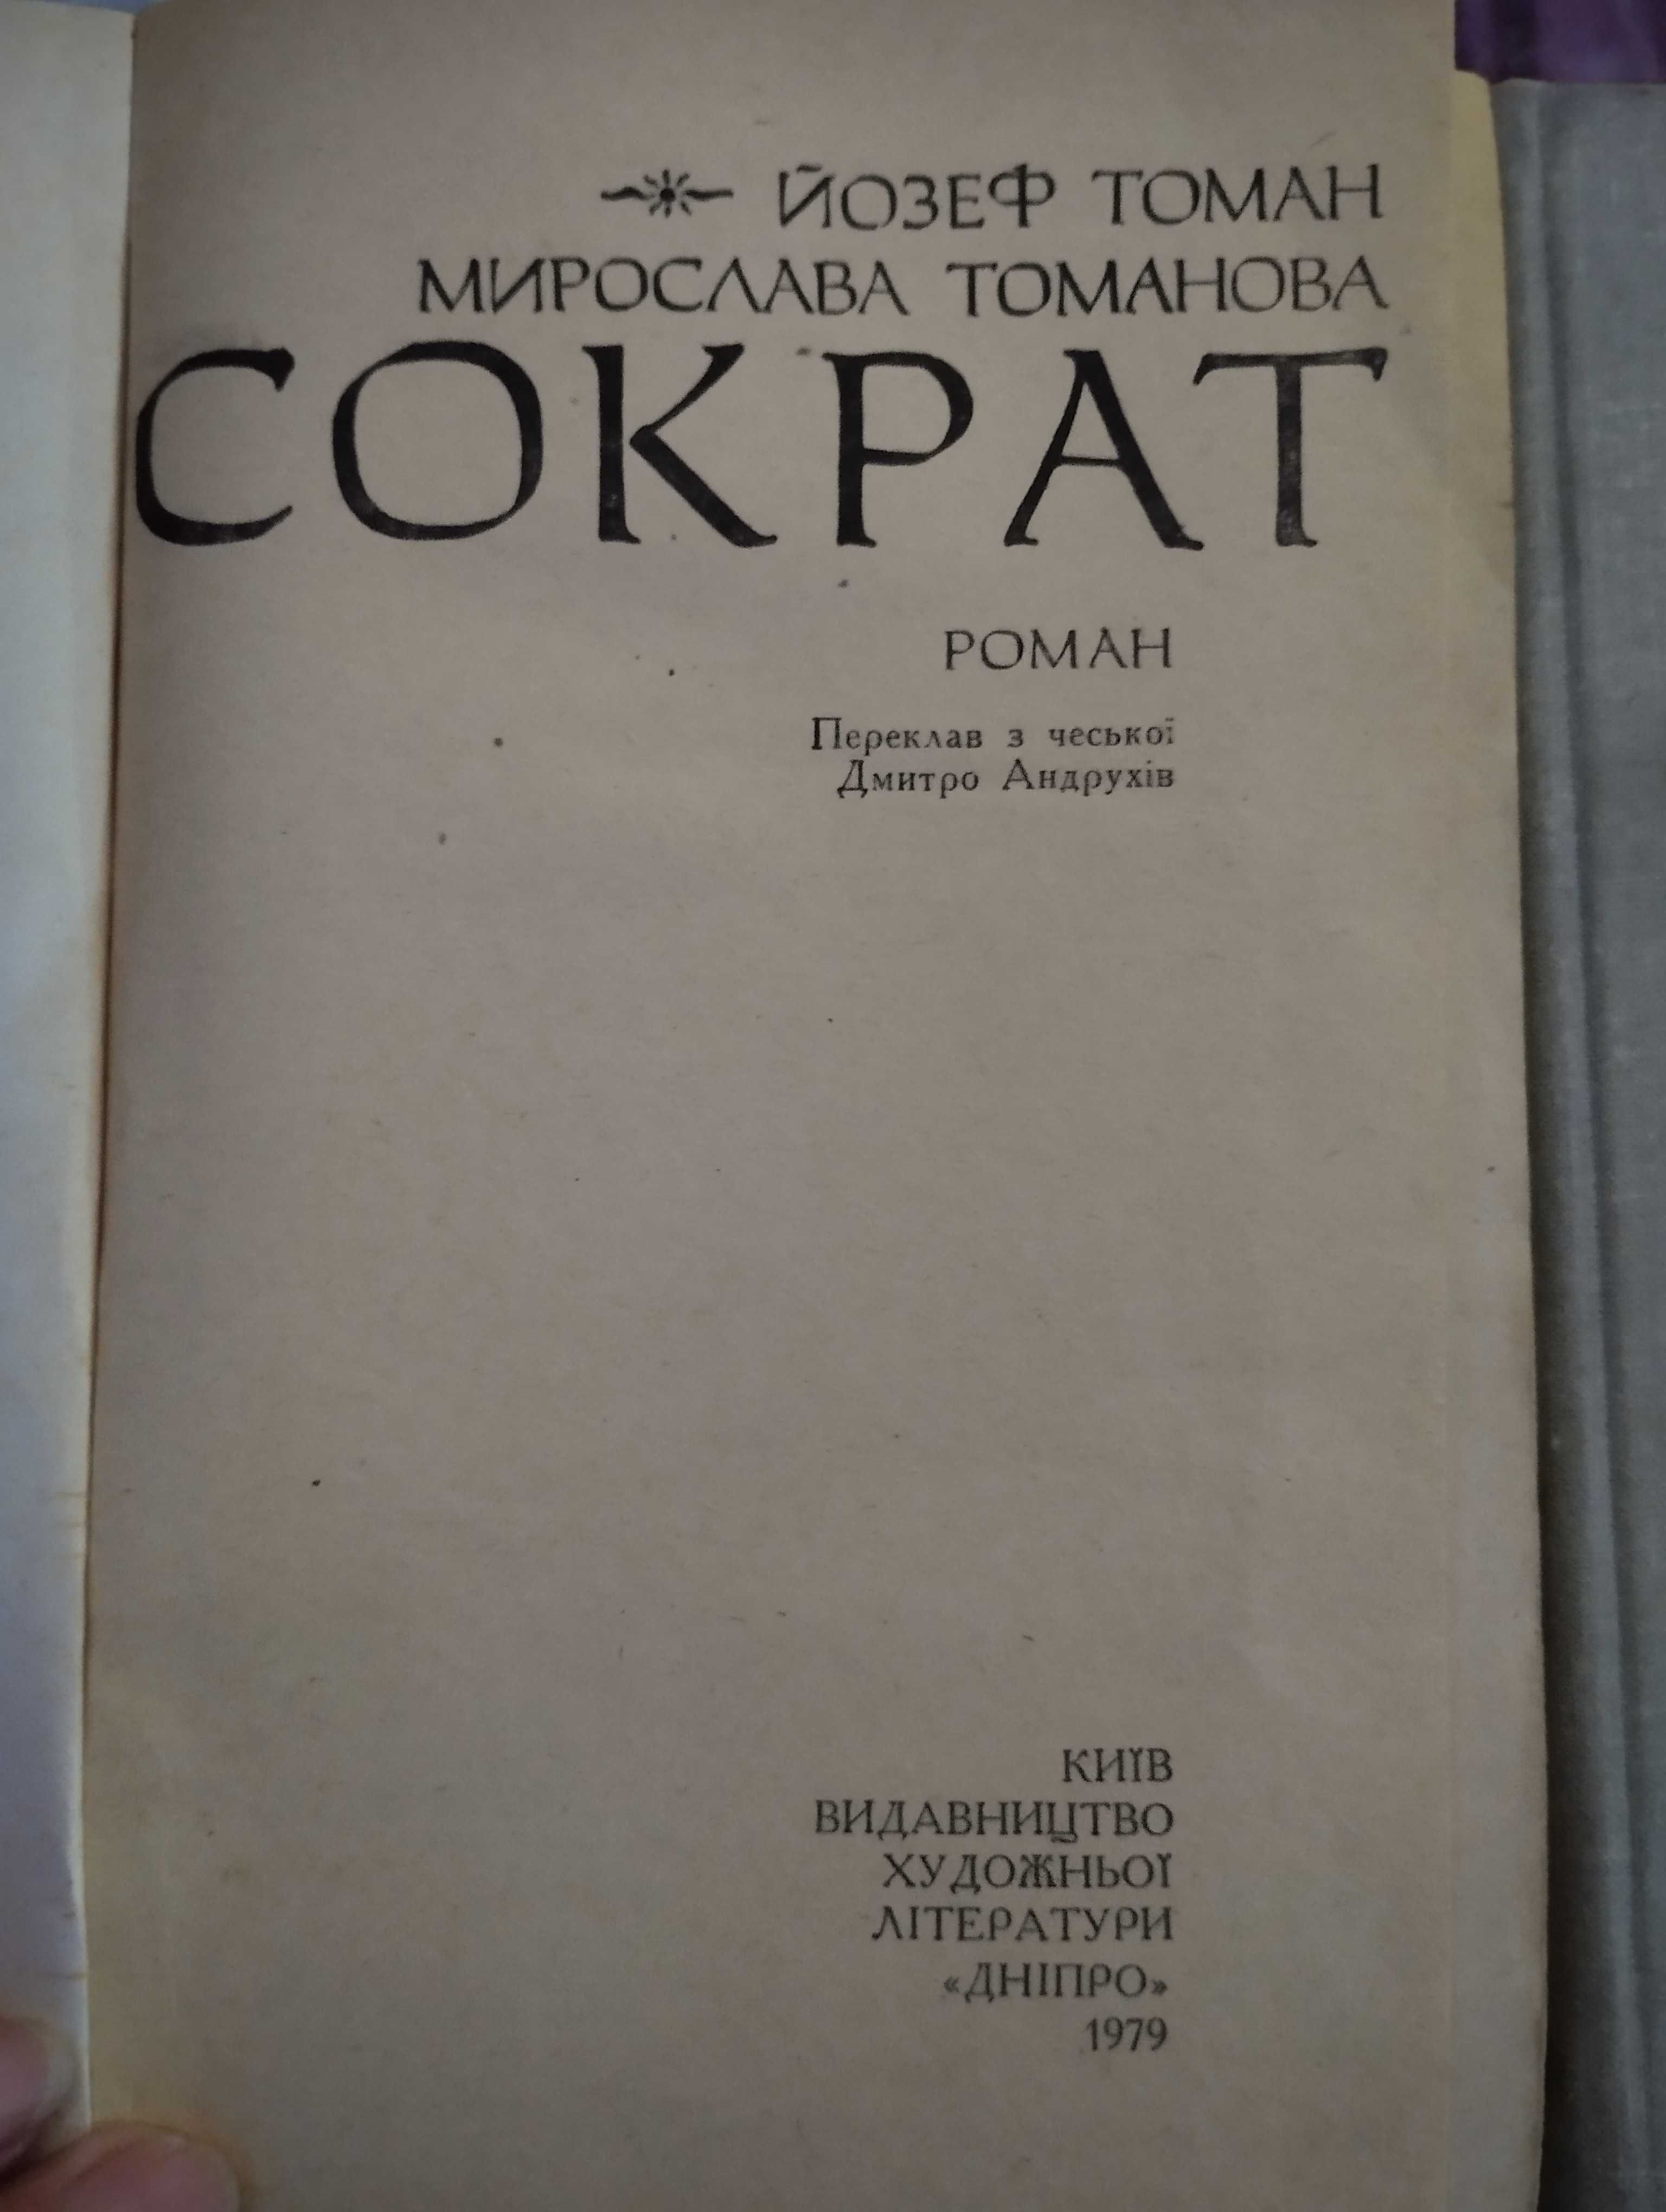 ЙОЗЕФ ТОМАН
МИРОСЛАВА ТОМАНОВА
СОКРАТ
РОМАН
Переклав з чеської
Дмитро Андрухів
КИЇВ
ВИДАВНИЦТВО
ХУДОЖНЬОЇ
ЛІТЕРАТУРИ
«ДНІПРО»
1979